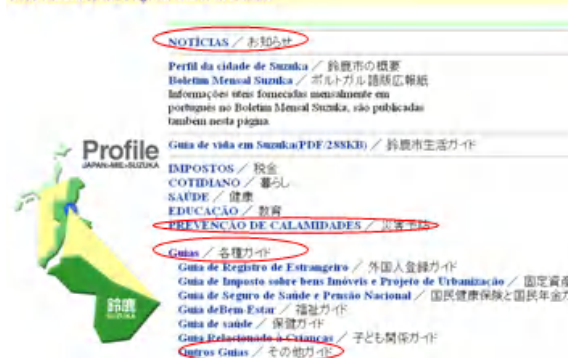 NOTÍCIAS／お知らせ
Perfil da cidade de Suzuka／鈴鹿市の概要
Boletim Mensal Suzuka／ポルトガル語版広報紙
Informações úteis fornecidas mensalmente em
português no Boletim Mensal Suzuka, são publicadas
tambem nesta página.
Guia de vida em Suzuka(PDF/288KB)／鈴鹿市生活ガイド
Profile
JAPAN>MIE>SUZUKA
IMPOSTOS／税金
COTIDIANO／暮らし
SAÚDE／健康
EDUCAÇÃO／教育
PREVENÇÃO DE CALAMIDADES／災害予防
Guias／各種ガイド
Guia de Registro de Estrangeiro／外国人登録ガイド
Guia de Imposto sobre bens Imóveis e Projeto de Urbanização／固定資産
Guia de Seguro de Saúde e Pensão Nacional／国民健康保険と国民年金ガ
Guia deBem-Estar／福祉ガイド
Guia de saúde／保健ガイド
Guia Relacionado à Crianças／子ども関係ガイド
Outros Guias／その他ガイド
鈴鹿
SUZUKA